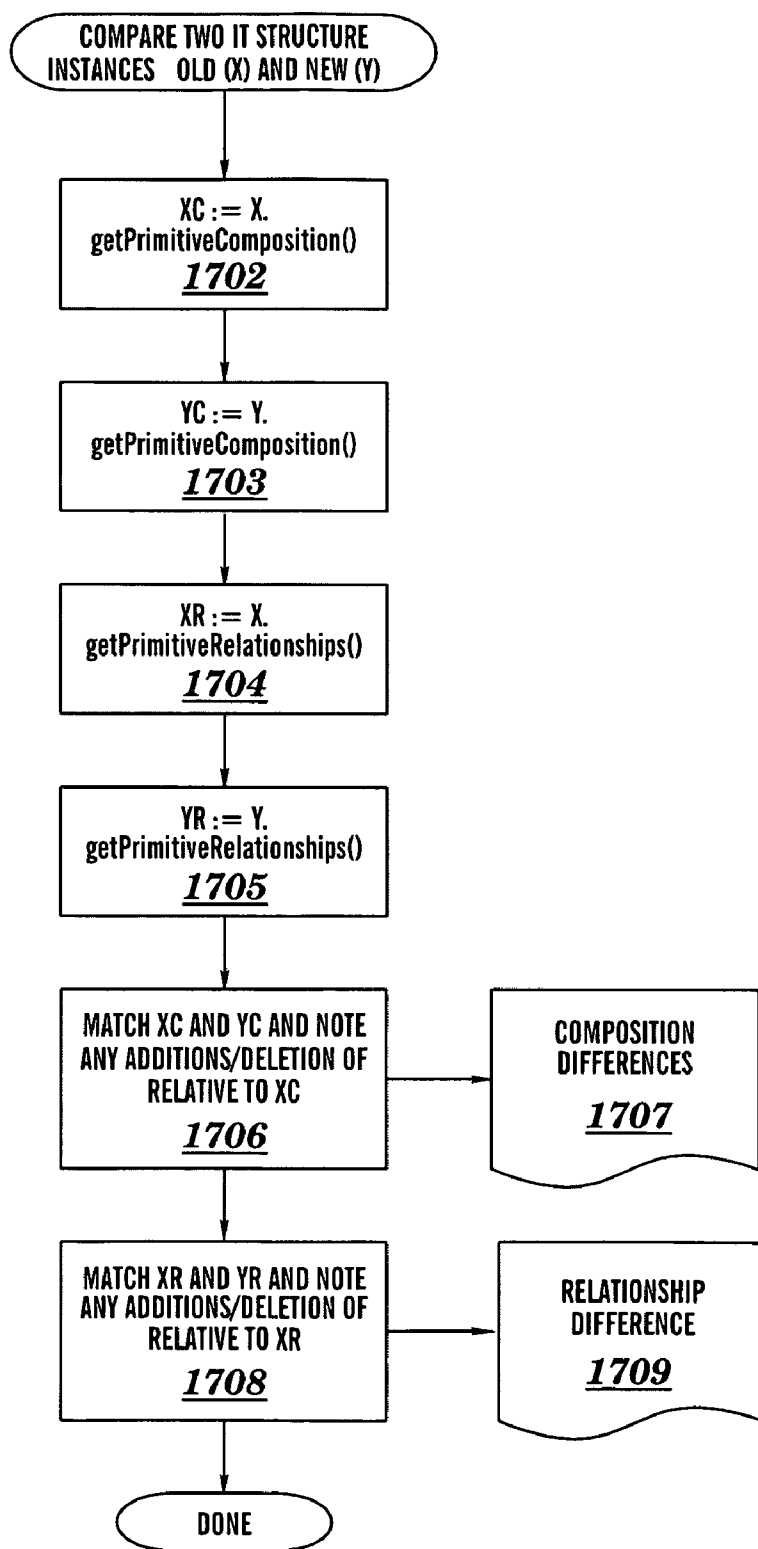 COMPARE TWO IT STRUCTURE
INSTANCES OLD (X) AND NEW (Y)
XC := X.
getPrimitiveComposition()
1702
YC := Y.
getPrimitiveComposition()
1703
XR := X.
getPrimitiveRelationships()
1704
YR := Y.
getPrimitiveRelationships()
1705
MATCH XC AND YC AND NOTE
ANY ADDITIONS/DELETION OF
RELATIVE TO XC
1706
COMPOSITION
DIFFERENCES
1707
MATCH XR AND YR AND NOTE
ANY ADDITIONS/DELETION OF
RELATIVE TO XR
1708
RELATIONSHIP
DIFFERENCE
1709
DONE